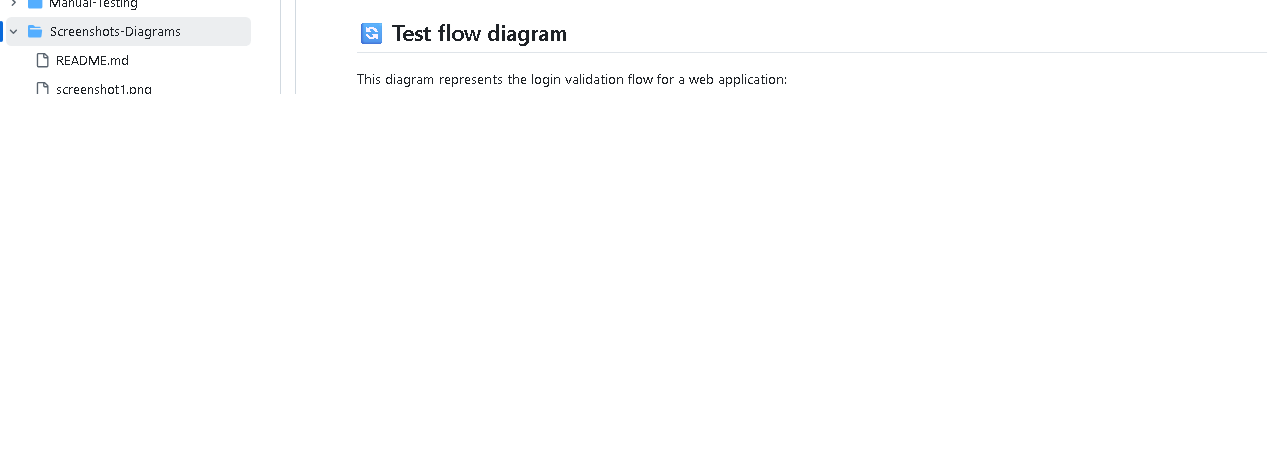 Manual-Testing
Screenshots-Diagrams
README.md
screenshot1.png
Test flow diagram
This diagram represents the login validation flow for a web application: